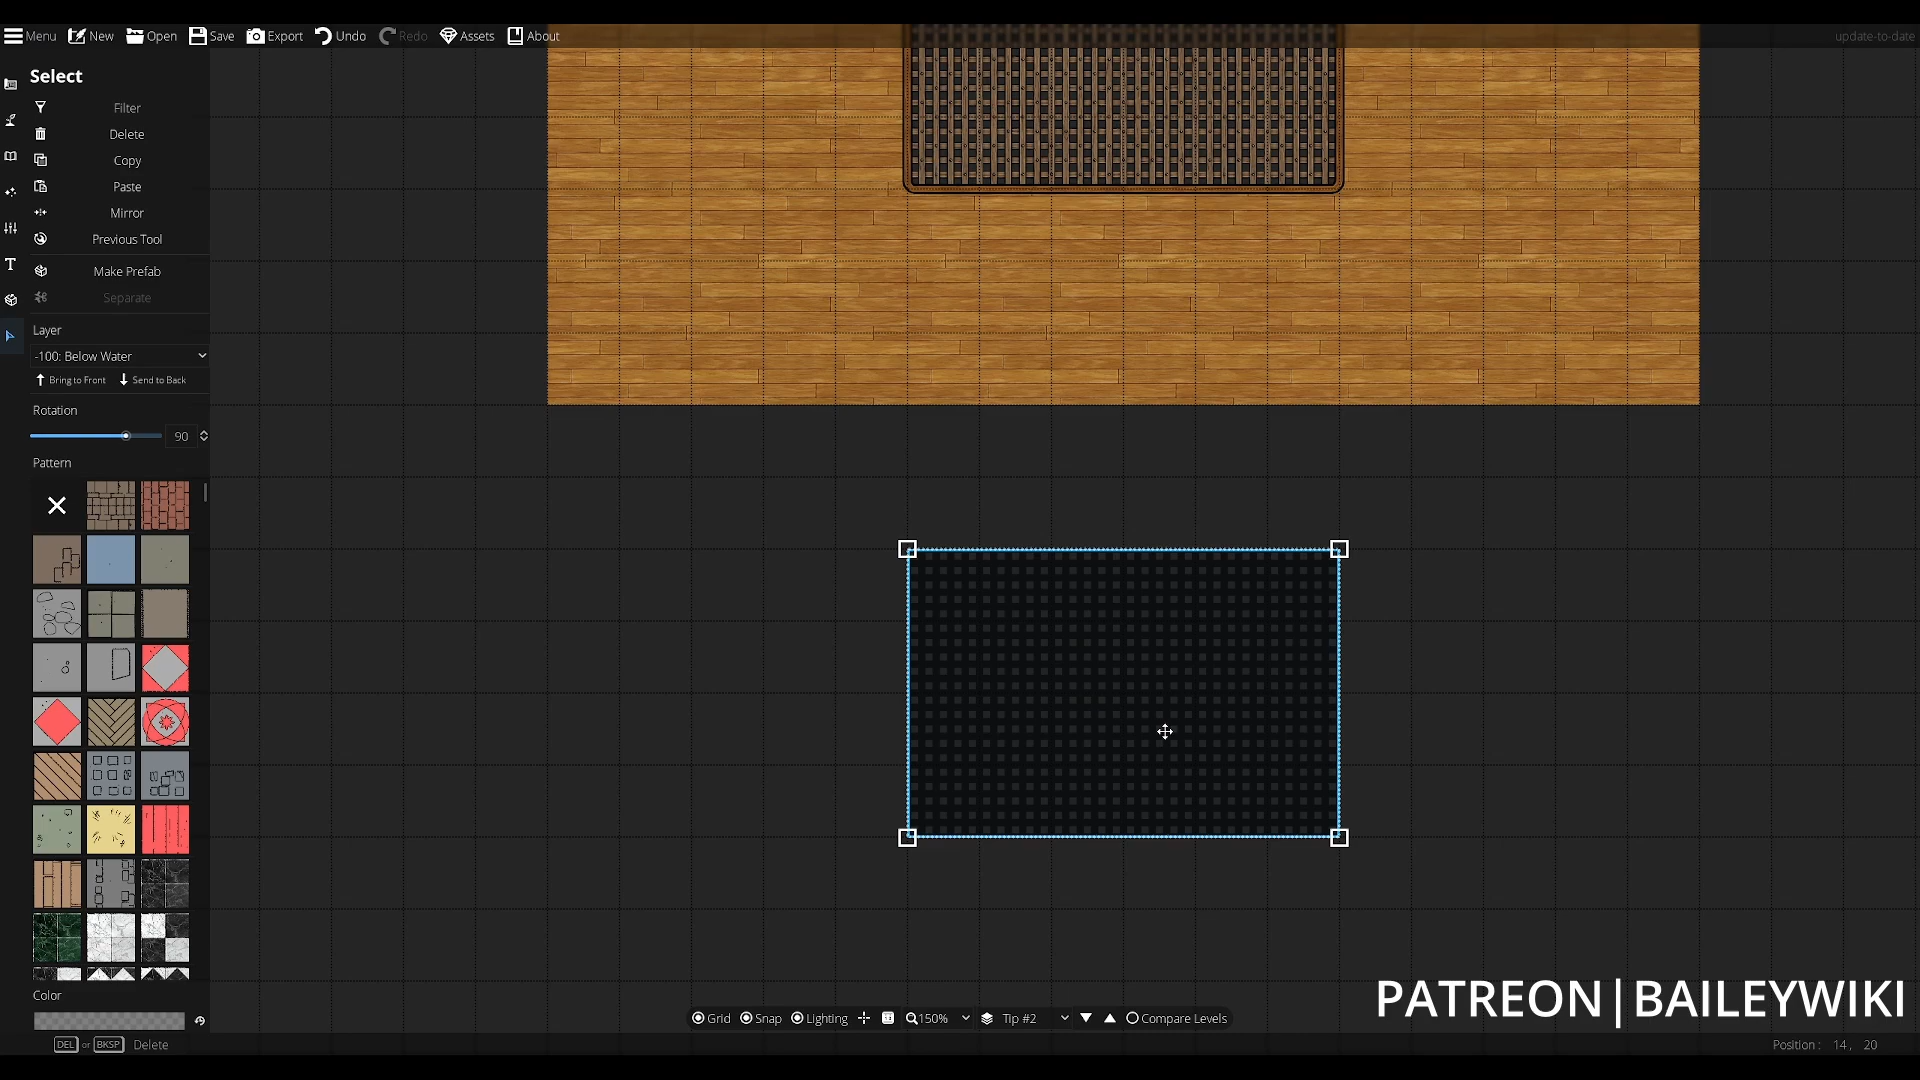 Menu New Open Save Export Undo Redo Assets About update-to-date
Select
Filter
Delete
Copy
Paste
Mirror
Previous Tool
Make Prefab
Separate
Layer
-100: Below Water
Bring to Front Send to Back
Rotation
90
Pattern
Color
PATREON|BAILEYWIKI
Grid Snap Lighting 150% Tip #2 Compare Levels
DEL or BKSP Delete Position : 14, 20